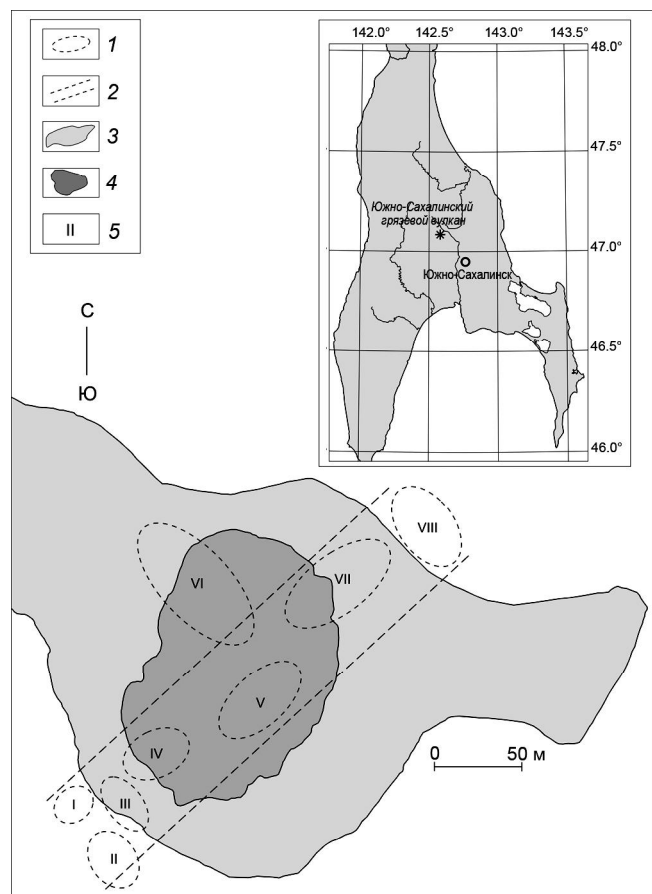 1
2
3
4
II 5
142.0° 142.5° 143.0° 143.5°
48.0°
47.5°
Южно-Сахалинский
грязевой вулкан
47.0°
Южно-Сахалинск
46.5°
46.0°
С
Ю
VIII
VI
VII
V
IV
I
III
II
0 50 м